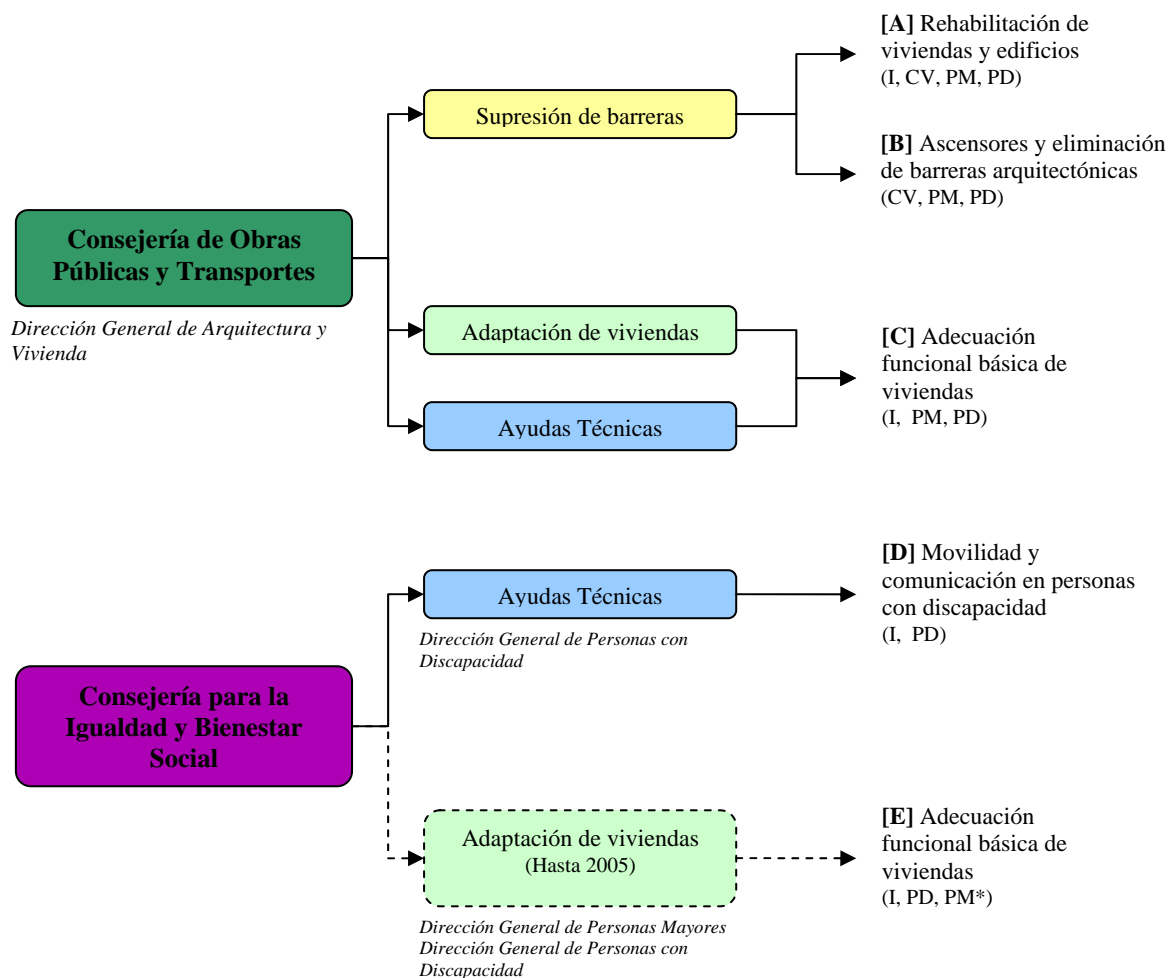 [A] Rehabilitación de
viviendas y edificios
(I, CV, PM, PD)
Supresión de barreras
[B] Ascensores y eliminación
de barreras arquitectónicas
(CV, PM, PD)
Consejería de Obras
Públicas y Transportes
Dirección General de Arquitectura y
Vivienda
Adaptación de viviendas
[C] Adecuación
funcional básica de
viviendas
(I,  PM, PD)
Ayudas Técnicas
[D] Movilidad y
comunicación en personas
con discapacidad
(I,  PD)
Ayudas Técnicas
Dirección General de Personas con
Discapacidad
Consejería para la
Igualdad y Bienestar
Social
Adaptación de viviendas
(Hasta 2005)
[E] Adecuación
funcional básica de
viviendas
(I, PD, PM*)
Dirección General de Personas Mayores
Dirección General de Personas con
Discapacidad